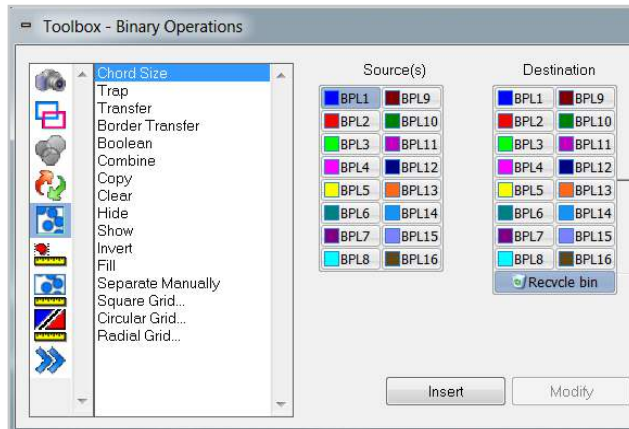 Toolbox - Binary Operations
Chord Size
Trap
Transfer
Border Transfer
Boolean
Combine
Copy
Clear
Hide
Show
Invert
Fill
Separate Manually
Square Grid...
Circular Grid...
Radial Grid...
Source(s)
BPL1 BPL9
BPL2 BPL10
BPL3 BPL11
BPL4 BPL12
BPL5 BPL13
BPL6 BPL14
BPL7 BPL15
BPL8 BPL16
Destination
BPL1 BPL9
BPL2 BPL10
BPL3 BPL11
BPL4 BPL12
BPL5 BPL13
BPL6 BPL14
BPL7 BPL15
BPL8 BPL16
Recycle bin
Insert
Modify